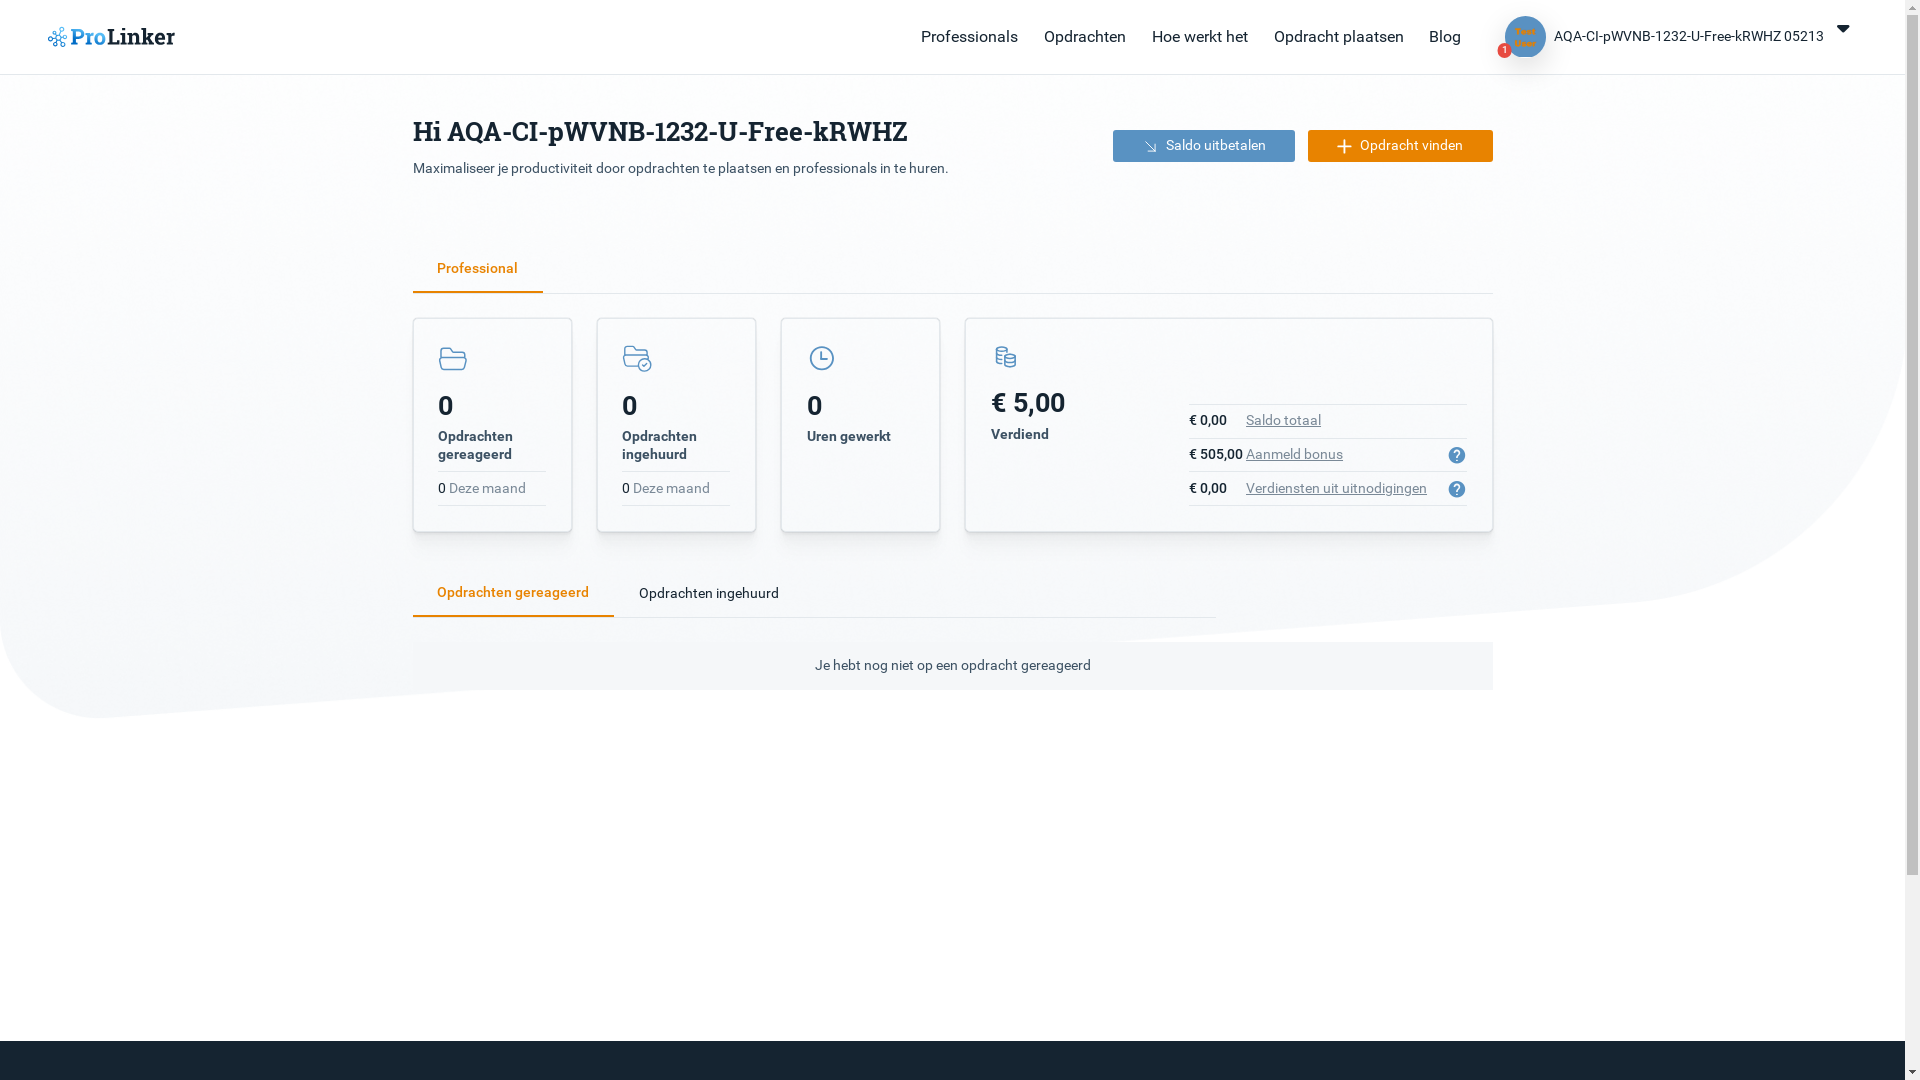 ProLinker
Professionals
Opdrachten
Hoe werkt het
Opdracht plaatsen
Blog
Test
User
1
AQA-CI-pWVNB-1232-U-Free-kRWHZ 05213
Hi AQA-CI-pWVNB-1232-U-Free-kRWHZ
Maximaliseer je productiviteit door opdrachten te plaatsen en professionals in te huren.
Saldo uitbetalen
Opdracht vinden
Professional
0
Opdrachten
gereageerd
0 Deze maand
0
Opdrachten
ingehuurd
0 Deze maand
0
Uren gewerkt
€ 5,00
Verdiend
€ 0,00 Saldo totaal
€ 505,00 Aanmeld bonus
€ 0,00 Verdiensten uit uitnodigingen
Opdrachten gereageerd
Opdrachten ingehuurd
Je hebt nog niet op een opdracht gereageerd